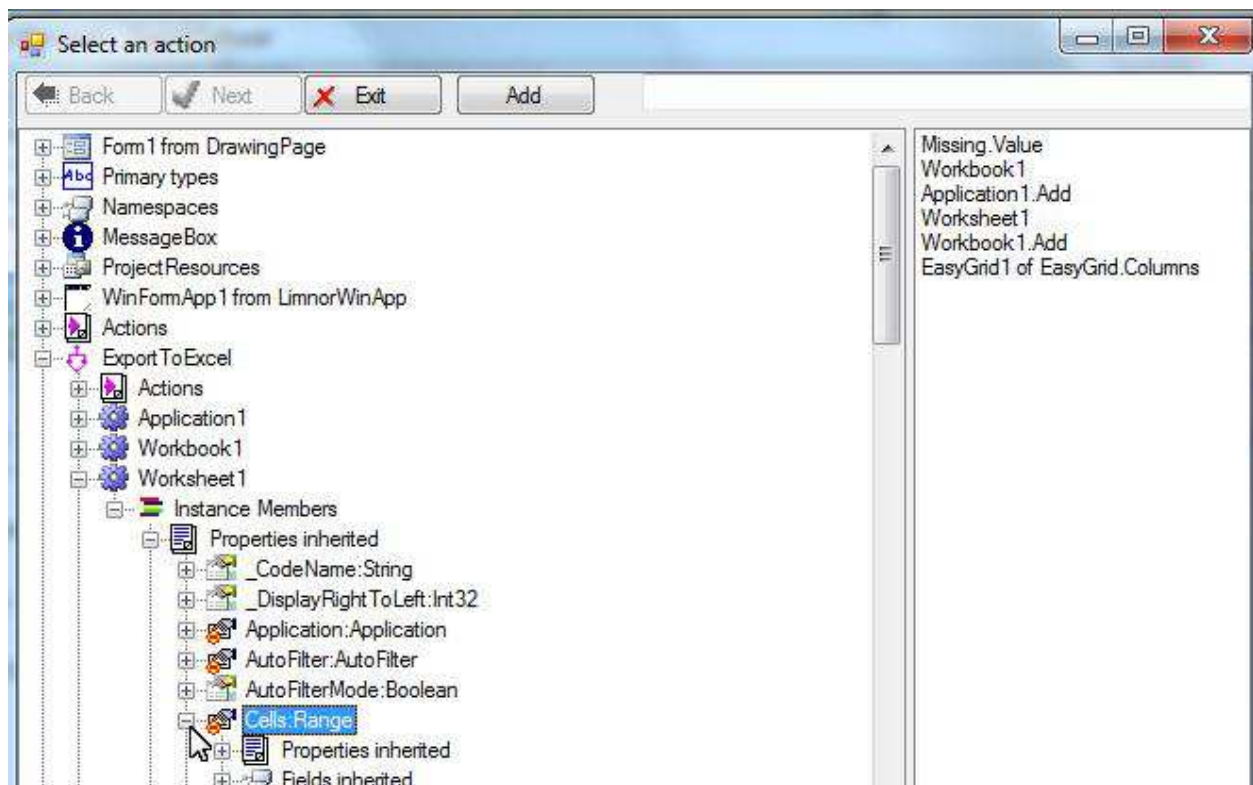 Select an action
Back Next Exit Add
Form1 from DrawingPage
Abc Primary types
Namespaces
MessageBox
ProjectResources
WinFormApp1 from LimnorWinApp
Actions
ExportToExcel
Actions
Application1
Workbook1
Worksheet1
Instance Members
Properties inherited
_CodeName:String
_DisplayRightToLeft:Int32
Application:Application
AutoFilter:AutoFilter
AutoFilterMode:Boolean
Cells:Range
Properties inherited
Fields inherited
Missing.Value
Workbook1
Application1.Add
Worksheet1
Workbook1.Add
EasyGrid1 of EasyGrid.Columns